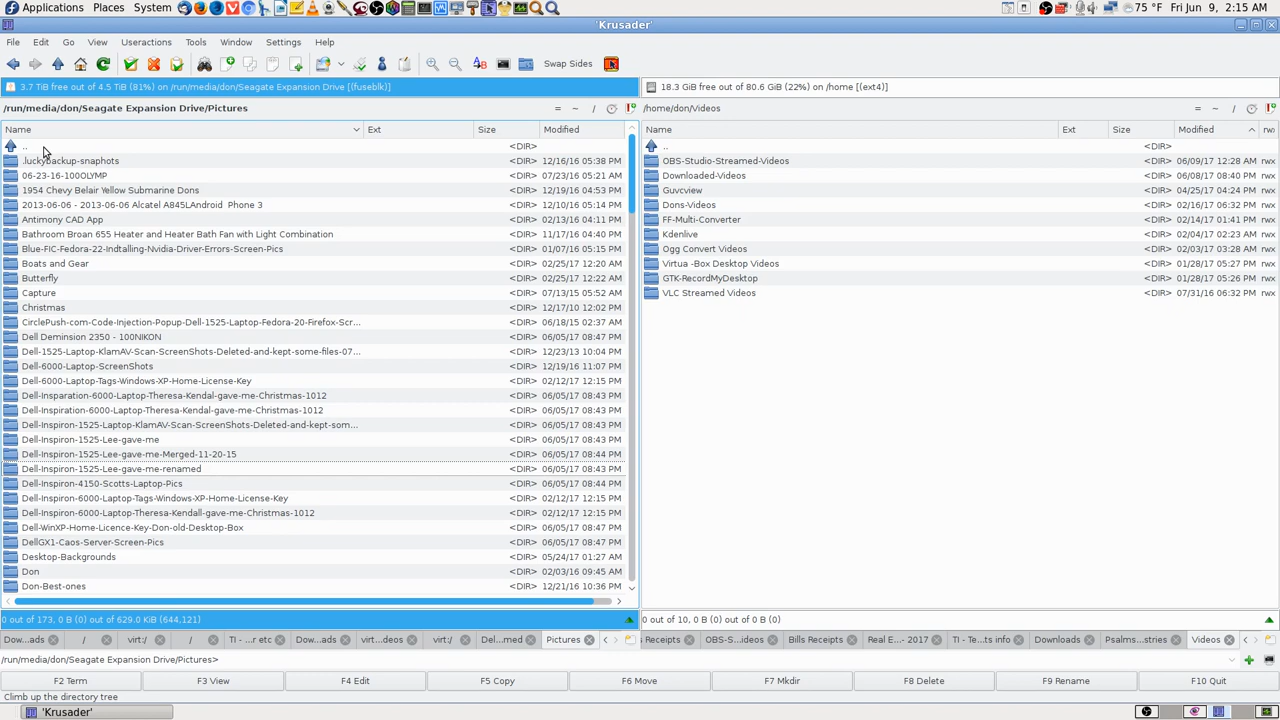 Applications Places System 75 °F Fri Jun 9, 2:15 AM
'Krusader'
File Edit Go View Useractions Tools Window Settings Help
Swap Sides
3.7 TiB free out of 4.5 TiB (81%) on /run/media/don/Seagate Expansion Drive [(fuseblk)]
18.3 GiB free out of 80.6 GiB (22%) on /home [(ext4)]
/run/media/don/Seagate Expansion Drive/Pictures = ~ /
/home/don/Videos = ~ /
Name Ext Size Modified
Name Ext Size Modified rwx
.. <DIR>
.. <DIR>
.luckybackup-snaphots <DIR> 12/16/16 05:38 PM
OBS-Studio-Streamed-Videos <DIR> 06/09/17 12:28 AM rwx
06-23-16-100OLYMP <DIR> 07/23/16 05:21 AM
Downloaded-Videos <DIR> 06/08/17 08:40 PM rwx
1954 Chevy Belair Yellow Submarine Dons <DIR> 12/19/16 04:53 PM
Guvcview <DIR> 04/25/17 04:24 PM rwx
2013-06-06 - 2013-06-06 Alcatel A845LAndroid Phone 3 <DIR> 12/10/16 05:14 PM
Dons-Videos <DIR> 02/16/17 06:32 PM rwx
Antimony CAD App <DIR> 02/13/16 04:11 PM
FF-Multi-Converter <DIR> 02/14/17 01:41 PM rwx
Bathroom Broan 655 Heater and Heater Bath Fan with Light Combination <DIR> 11/17/16 04:40 PM
Kdenlive <DIR> 02/04/17 02:23 AM rwx
Blue-FIC-Fedora-22-Indtalling-Nvidia-Driver-Errors-Screen-Pics <DIR> 01/07/16 05:15 PM
Ogg Convert Videos <DIR> 02/03/17 03:28 AM rwx
Boats and Gear <DIR> 02/25/17 12:20 AM
Virtua -Box Desktop Videos <DIR> 01/28/17 05:27 PM rwx
Butterfly <DIR> 02/25/17 12:22 AM
GTK-RecordMyDesktop <DIR> 01/28/17 05:26 PM rwx
Capture <DIR> 07/13/15 05:52 AM
VLC Streamed Videos <DIR> 07/31/16 06:32 PM rwx
Christmas <DIR> 12/17/10 12:02 PM
CirclePush-com-Code-Injection-Popup-Dell-1525-Laptop-Fedora-20-Firefox-Scr... <DIR> 06/18/15 02:37 AM
Dell Deminsion 2350 - 100NIKON <DIR> 06/05/17 08:47 PM
Dell-1525-Laptop-KlamAV-Scan-ScreenShots-Deleted-and-kept-some-files-07... <DIR> 12/23/13 10:04 PM
Dell-6000-Laptop-ScreenShots <DIR> 12/19/16 11:07 PM
Dell-6000-Laptop-Tags-Windows-XP-Home-License-Key <DIR> 02/12/17 12:15 PM
Dell-Insparation-6000-Laptop-Theresa-Kendal-gave-me-Christmas-1012 <DIR> 06/05/17 08:43 PM
Dell-Inspiration-6000-Laptop-Theresa-Kendal-gave-me-Christmas-1012 <DIR> 06/05/17 08:43 PM
Dell-Inspiron-1525-Laptop-KlamAV-Scan-ScreenShots-Deleted-and-kept-som... <DIR> 06/05/17 08:43 PM
Dell-Inspiron-1525-Lee-gave-me <DIR> 06/05/17 08:43 PM
Dell-Inspiron-1525-Lee-gave-me-Merged-11-20-15 <DIR> 06/05/17 08:44 PM
Dell-Inspiron-1525-Lee-gave-me-renamed <DIR> 06/05/17 08:43 PM
Dell-Inspiron-4150-Scotts-Laptop-Pics <DIR> 06/05/17 08:44 PM
Dell-Inspiron-6000-Laptop-Tags-Windows-XP-Home-License-Key <DIR> 02/12/17 12:15 PM
Dell-Inspiron-6000-Laptop-Theresa-Kendall-gave-me-Christmas-1012 <DIR> 02/12/17 12:15 PM
Dell-WinXP-Home-Licence-Key-Don-old-Desktop-Box <DIR> 06/05/17 08:47 PM
DellGX1-Caos-Server-Screen-Pics <DIR> 06/05/17 08:47 PM
Desktop-Backgrounds <DIR> 05/24/17 01:27 AM
Don <DIR> 02/03/16 09:45 AM
Don-Best-ones <DIR> 12/21/16 10:36 PM
0 out of 173, 0 B (0) out of 629.0 KiB (644,121)
0 out of 10, 0 B (0) out of 0 B (0)
Dow...ads / virt:/ / TI - ...r etc Dow...ads virt...deos virt:/ Del...med Pictures
Receipts OBS-S...ideos Bills Receipts Real E... - 2017 TI - Te...ts info Downloads Psalms...stries Videos
/run/media/don/Seagate Expansion Drive/Pictures>
F2 Term F3 View F4 Edit F5 Copy F6 Move F7 Mkdir F8 Delete F9 Rename F10 Quit
Climb up the directory tree
'Krusader'